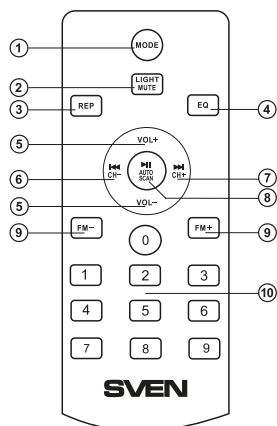 ① MODE
② LIGHT MUTE
③ REP EQ ④
⑤ VOL+
⑥ ⏮ CH− ⏯ AUTO SCAN ⏭ CH+ ⑦
⑤ VOL− ⑧
⑨ FM− 0 FM+ ⑨
1 2 3
⑩
4 5 6
7 8 9
SVEN